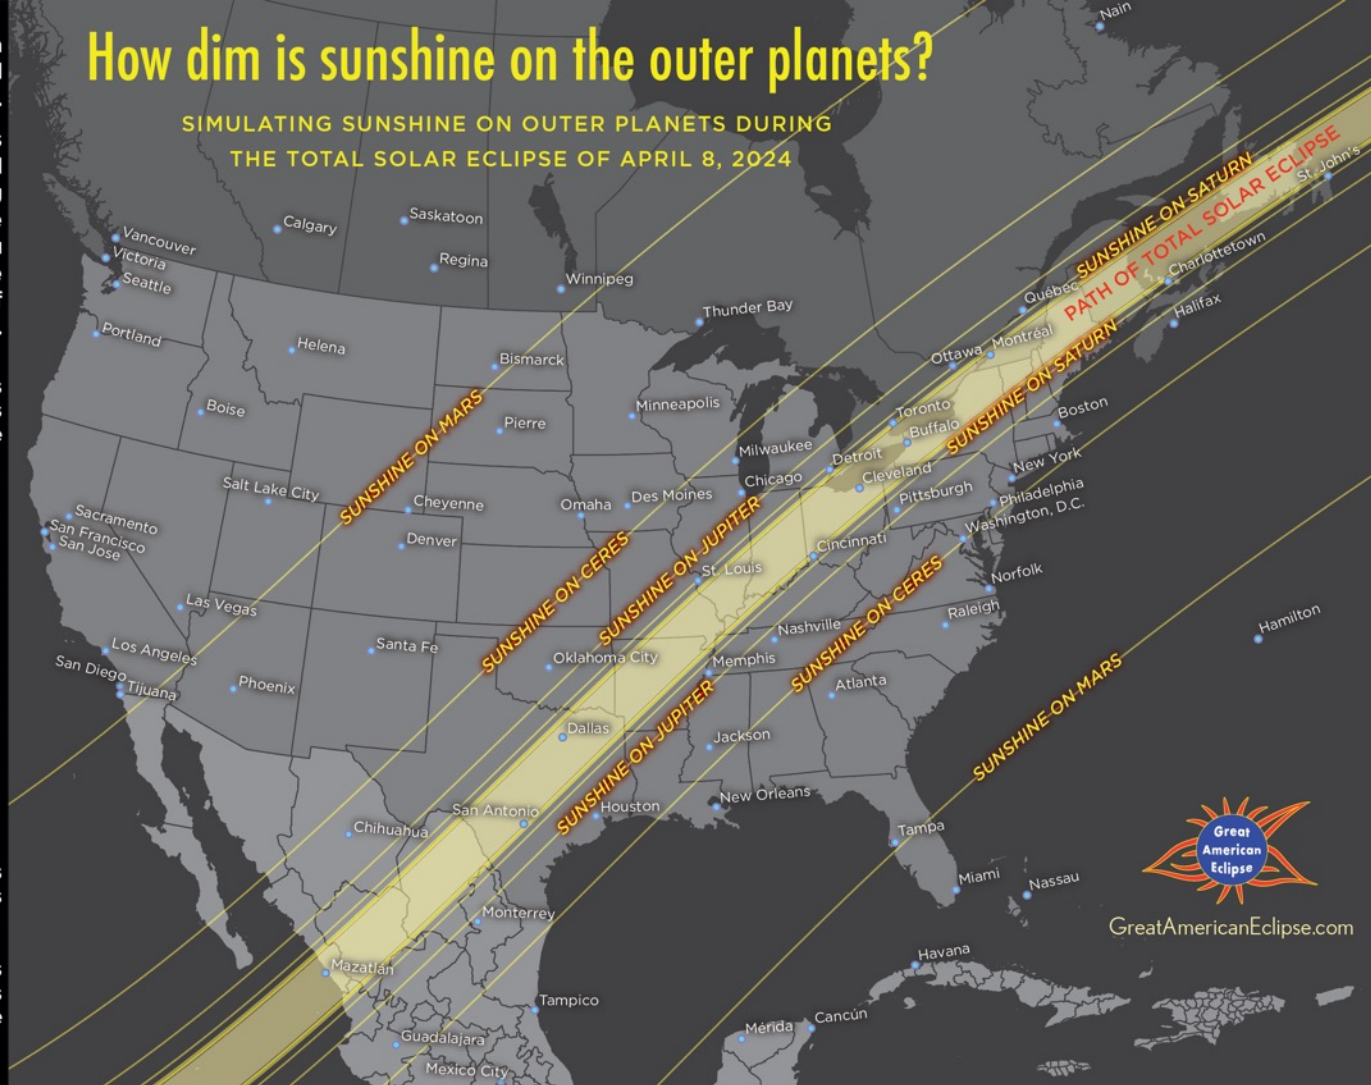 How dim is sunshine on the outer planets?
SIMULATING SUNSHINE ON OUTER PLANETS DURING
THE TOTAL SOLAR ECLIPSE OF APRIL 8, 2024
Nain
SUNSHINE ON SATURN
PATH OF TOTAL SOLAR ECLIPSE
St. John's
Calgary
Saskatoon
Regina
Winnipeg
Vancouver
Victoria
Seattle
Thunder Bay
Québec
Charlottetown
Halifax
Portland
Helena
Bismarck
Ottawa
Montréal
SUNSHINE ON SATURN
Boise
Pierre
SUNSHINE ON MARS
Minneapolis
Toronto
Buffalo
Boston
Milwaukee
Detroit
Cleveland
New York
Salt Lake City
Cheyenne
Omaha
Des Moines
Chicago
Pittsburgh
Philadelphia
Washington, D.C.
Sacramento
San Francisco
San Jose
Denver
SUNSHINE ON CERES
SUNSHINE ON JUPITER
St. Louis
Cincinnati
SUNSHINE ON CERES
Norfolk
Raleigh
Las Vegas
Hamilton
Los Angeles
San Diego
Tijuana
Phoenix
Santa Fe
Oklahoma City
Nashville
Memphis
Atlanta
SUNSHINE ON MARS
Dallas
SUNSHINE ON JUPITER
Jackson
San Antonio
Houston
New Orleans
Chihuahua
Tampa
Miami
Nassau
Great
American
Eclipse
GreatAmericanEclipse.com
Monterrey
Mazatlán
Havana
Tampico
Guadalajara
Mexico City
Mérida
Cancún